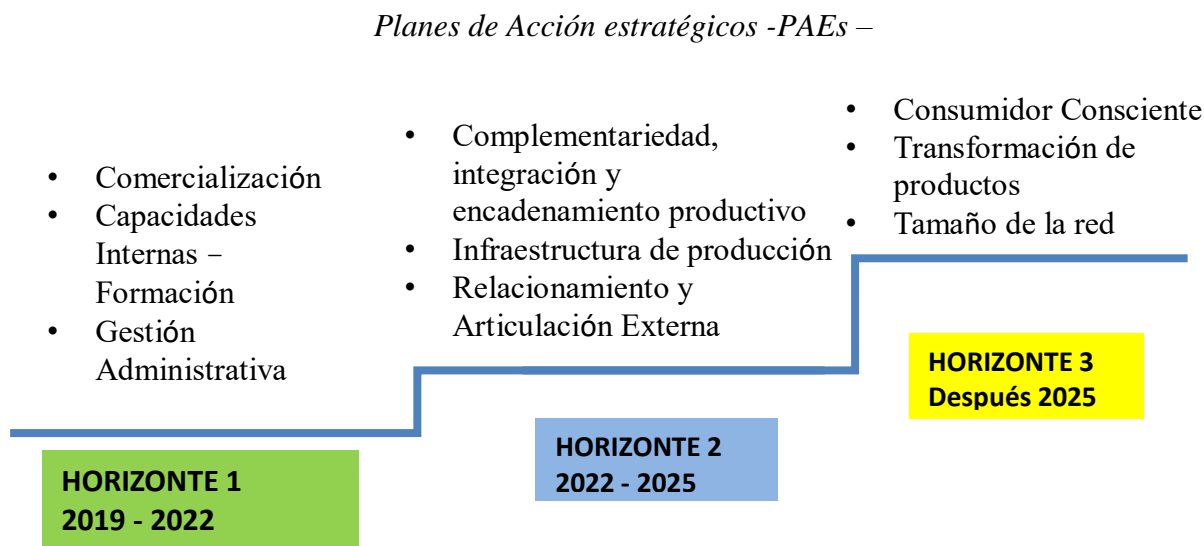 Planes de Acción estratégicos -PAEs –
• Comercialización
• Capacidades
Internas –
Formación
• Gestión
Administrativa
HORIZONTE 1
2019 - 2022
• Complementariedad,
integración y
encadenamiento productivo
• Infraestructura de producción
• Relacionamiento y
Articulación Externa
HORIZONTE 2
2022 - 2025
• Consumidor Consciente
• Transformación de
productos
• Tamaño de la red
HORIZONTE 3
Después 2025